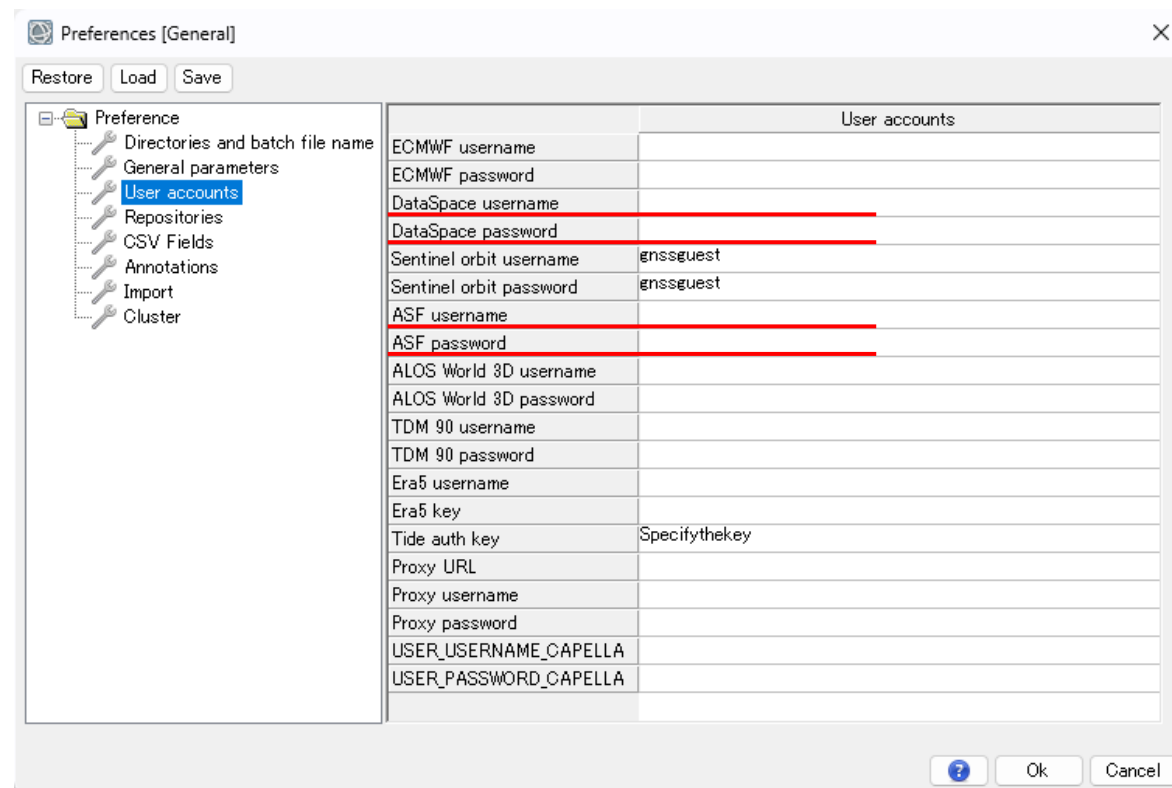 Preferences [General]
Restore Load Save
Preference
Directories and batch file name
General parameters
User accounts
Repositories
CSV Fields
Annotations
Import
Cluster
User accounts
ECMWF username
ECMWF password
DataSpace username
DataSpace password
Sentinel orbit username gnssguest
Sentinel orbit password gnssguest
ASF username
ASF password
ALOS World 3D username
ALOS World 3D password
TDM 90 username
TDM 90 password
Era5 username
Era5 key
Tide auth key Specifythekey
Proxy URL
Proxy username
Proxy password
USER_USERNAME_CAPELLA
USER_PASSWORD_CAPELLA
? Ok Cancel